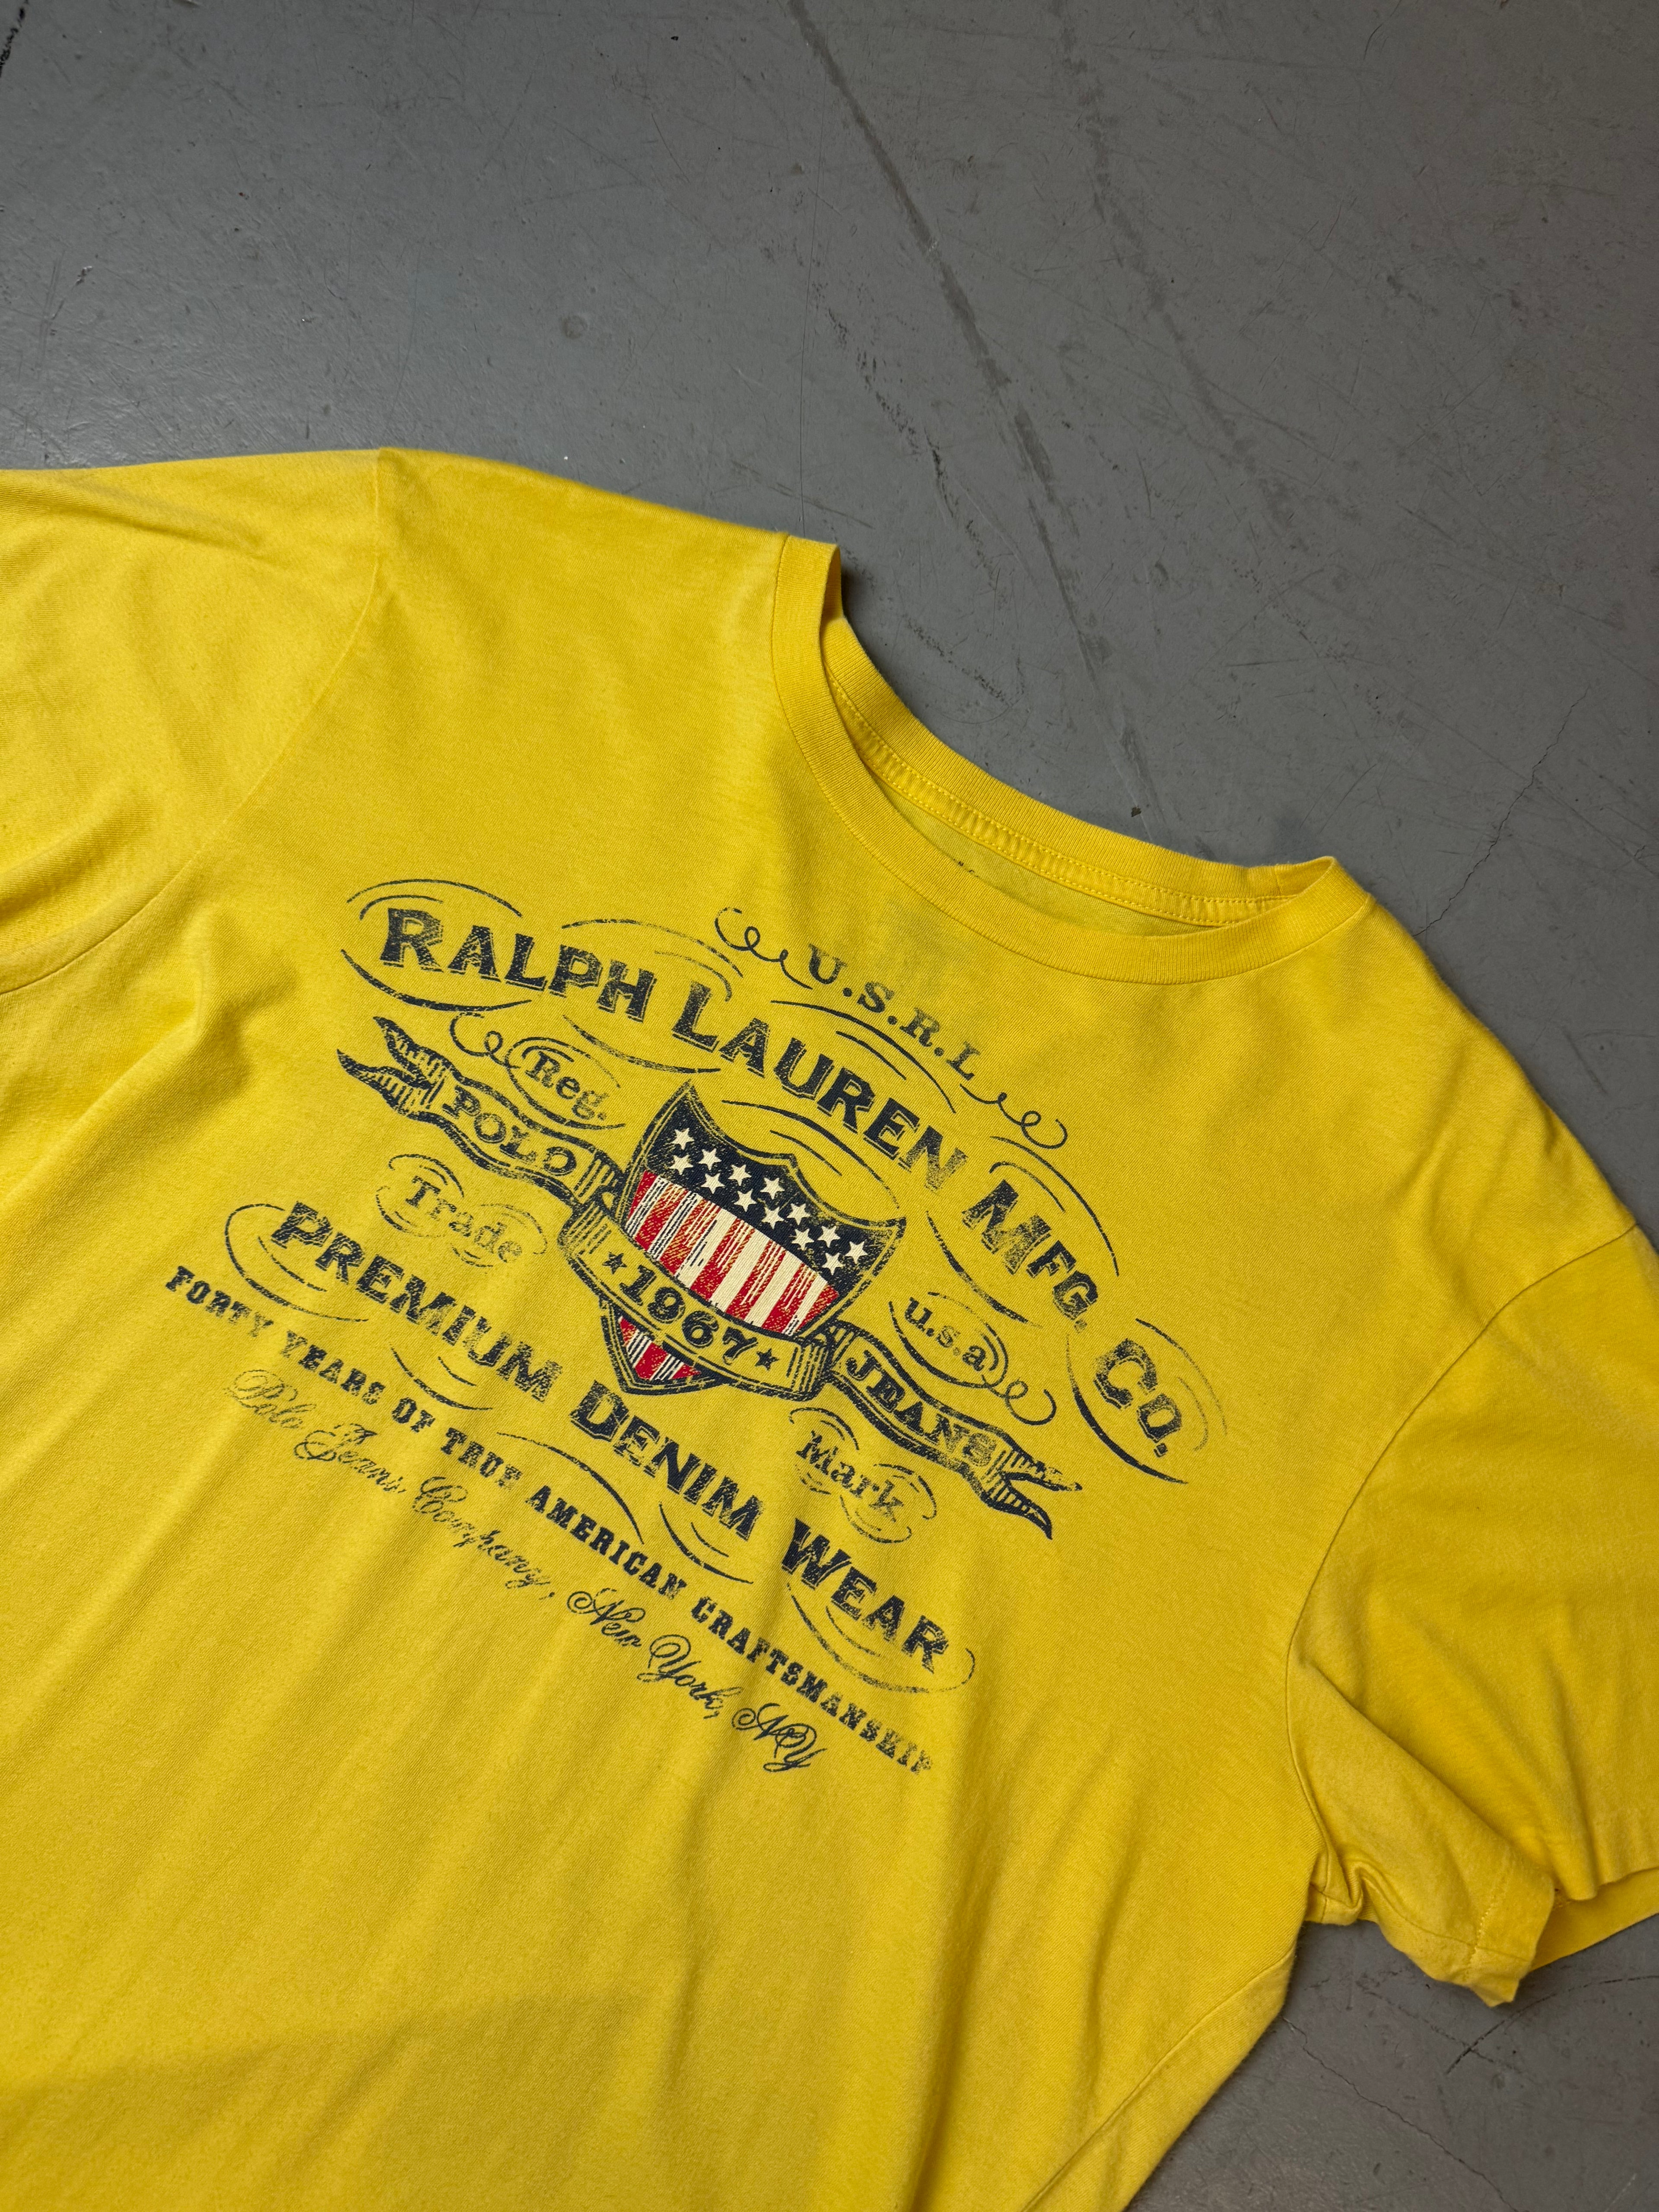 U.S.R.L
RALPH LAUREN MFG. CO.
Reg.
u.s.a
POLO
★1967★
JEANS
Trade
Mark
PREMIUM DENIM WEAR
FORTY YEARS OF TRUE AMERICAN CRAFTSMANSHIP
Polo Jeans Company, New York, NY